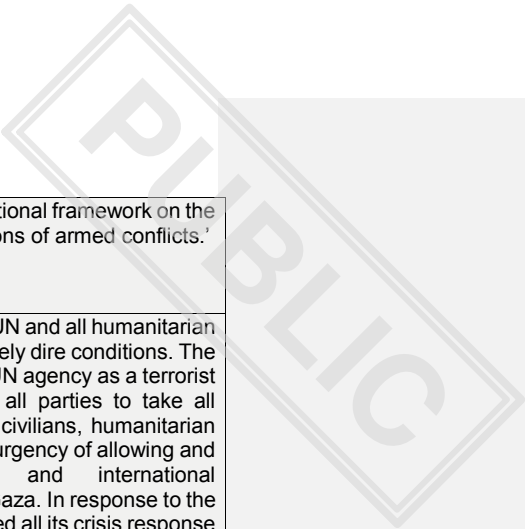 tional framework on the
ons of armed conflicts.'
UN and all humanitarian
ely dire conditions. The
UN agency as a terrorist
all parties to take all
civilians, humanitarian
urgency of allowing and
and international
Gaza. In response to the
ed all its crisis response
PUBLIC